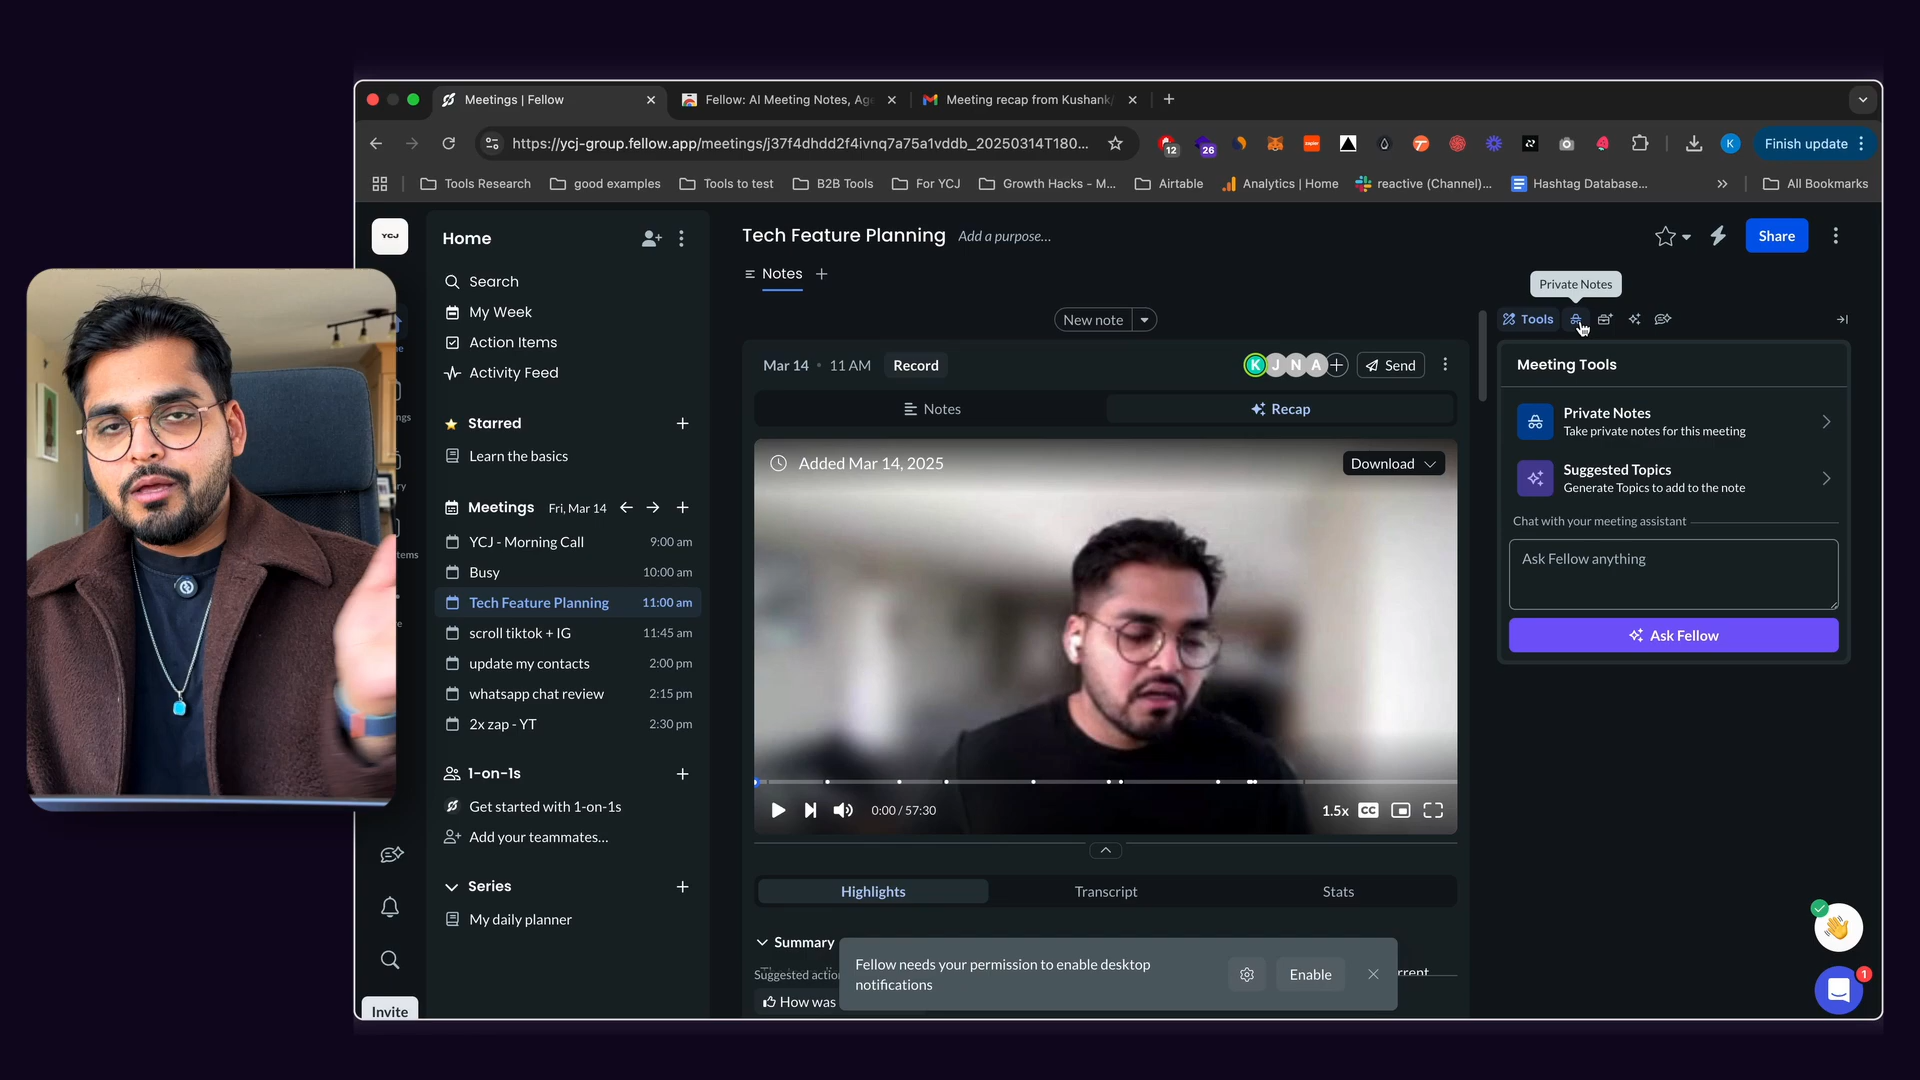 Meetings | Fellow
Fellow: AI Meeting Notes, Age
Meeting recap from Kushank/
https://ycj-group.fellow.app/meetings/j37f4dhdd2f4ivnq7a75a1vddb_20250314T180...
12
26
K
Finish update
Tools Research
good examples
Tools to test
B2B Tools
For YCJ
Growth Hacks - M...
Airtable
Analytics | Home
reactive (Channel)...
Hashtag Database...
All Bookmarks
YCJ
Home
Search
My Week
Action Items
Activity Feed
Starred
Learn the basics
Meetings Fri, Mar 14
YCJ - Morning Call 9:00 am
Busy 10:00 am
Tech Feature Planning 11:00 am
scroll tiktok + IG 11:45 am
update my contacts 2:00 pm
whatsapp chat review 2:15 pm
2x zap - YT 2:30 pm
1-on-1s
Get started with 1-on-1s
Add your teammates...
Series
My daily planner
Invite
Tech Feature Planning Add a purpose...
Share
Notes
New note
Mar 14 • 11 AM Record
K J N A
Send
Notes
Recap
Added Mar 14, 2025
Download
0:00 / 57:30
1.5x CC
Highlights
Transcript
Stats
Summary
Suggested actio
How was
Fellow needs your permission to enable desktop
notifications
Enable
Private Notes
Tools
Meeting Tools
Private Notes
Take private notes for this meeting
Suggested Topics
Generate Topics to add to the note
Chat with your meeting assistant
Ask Fellow anything
Ask Fellow
1